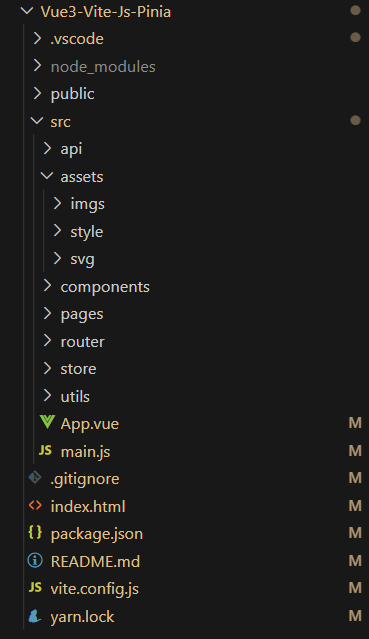 Vue3-Vite-Js-Pinia
.vscode
node_modules
public
src
api
assets
imgs
style
svg
components
pages
router
store
utils
App.vue M
JS main.js M
.gitignore M
index.html M
{} package.json M
README.md M
JS vite.config.js M
yarn.lock M